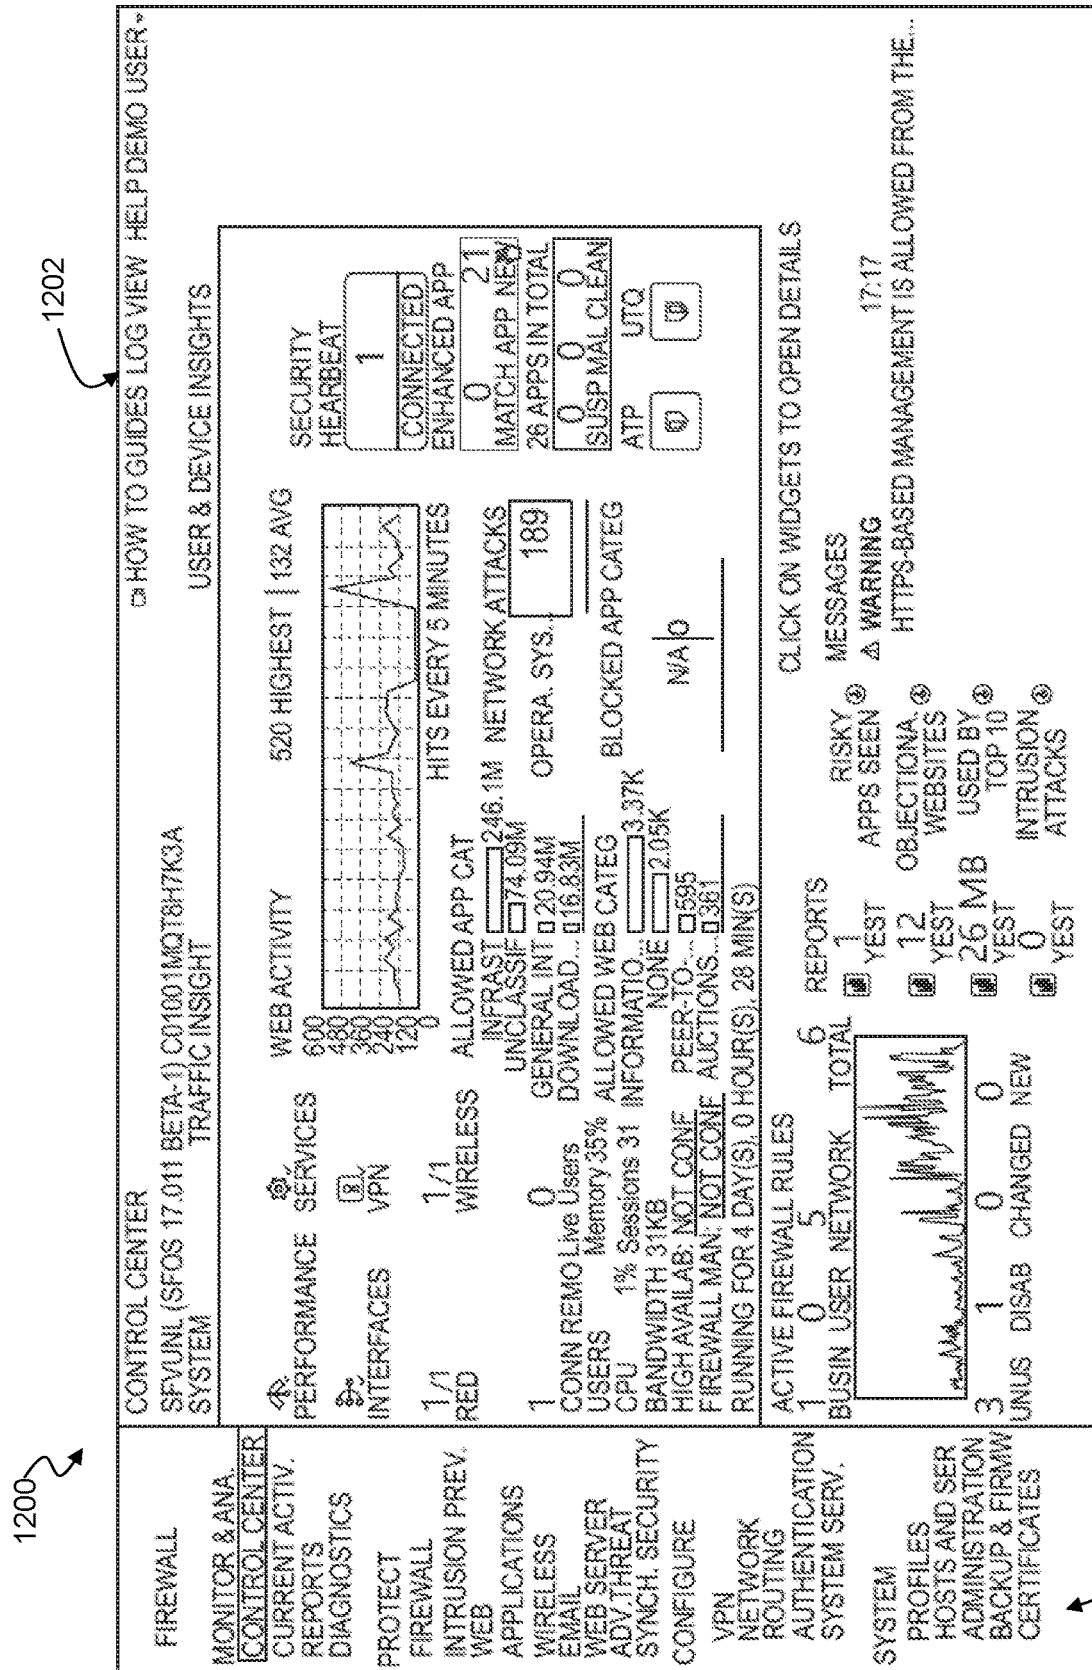 1200
1202
FIREWALL
MONITOR & ANA.
CONTROL CENTER
CURRENT ACTIV.
REPORTS
DIAGNOSTICS
PROTECT
FIREWALL
INTRUSION PREV.
WEB
APPLICATIONS
WIRELESS
EMAIL
WEB SERVER
ADV.THREAT
SYNCH. SECURITY
CONFIGURE
VPN
NETWORK
ROUTING
AUTHENTICATION
SYSTEM SERV.
SYSTEM
PROFILES
HOSTS AND SER
ADMINISTRATION
BACKUP & FIRMW
CERTIFICATES
CONTROL CENTER
HOW TO GUIDES LOG VIEW HELP DEMO USER
SFVUNL (SFOS 17.011 BETA-1) C01001MQT8H7K3A
SYSTEM
TRAFFIC INSIGHT
USER & DEVICE INSIGHTS
PERFORMANCE SERVICES
INTERFACES VPN
1/1 1/1
RED WIRELESS
1 0
CONN REMO Live Users
USERS Memory 35%
CPU 1% Sessions 31
BANDWIDTH 31KB
HIGH AVAILAB: NOT CONF
FIREWALL MAN: NOT CONF
RUNNING FOR 4 DAY(S), 0 HOUR(S), 28 MIN(S)
WEB ACTIVITY 520 HIGHEST | 132 AVG
600
480
360
240
120
0
HITS EVERY 5 MINUTES
ALLOWED APP CAT
INFRAST 246.1M
UNCLASSIF 74.09M
GENERAL INT 20.94M
DOWNLOAD... 16.83M
NETWORK ATTACKS
OPERA. SYS... 189
ALLOWED WEB CATEG
INFORMATIO... 3.37K
NONE 2.05K
PEER-TO-... 595
AUCTIONS... 361
BLOCKED APP CATEG
N/A 0
SECURITY
HEARBEAT
1
CONNECTED
ENHANCED APP
0 21
MATCH APP NEW
26 APPS IN TOTAL
0 0 0
SUSP MAL CLEAN
ATP UTQ
ACTIVE FIREWALL RULES
1 0 5 6
BUSIN USER NETWORK TOTAL
3 1 0 0
UNUS DISAB CHANGED NEW
REPORTS
1 RISKY
YEST APPS SEEN
12 OBJECTIONA.
YEST WEBSITES
26 MB USED BY
YEST TOP 10
0 INTRUSION
YEST ATTACKS
CLICK ON WIDGETS TO OPEN DETAILS
MESSAGES
WARNING 17:17
HTTPS-BASED MANAGEMENT IS ALLOWED FROM THE...